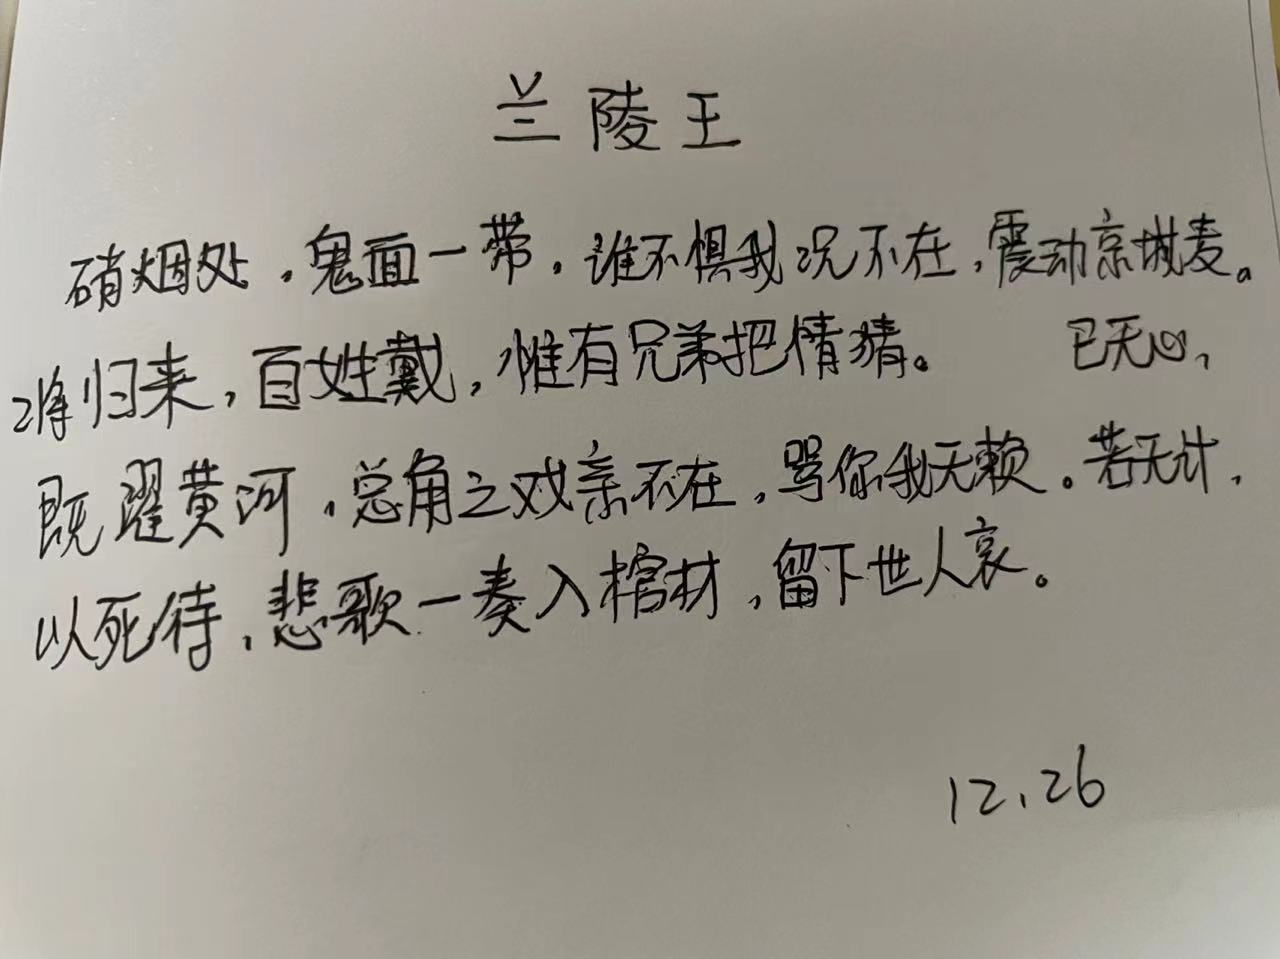 兰陵王
硝烟处，鬼面一带，谁不惧我况不在，震动京城麦。
将归来，百姓戴，惟有兄弟把情猜。 已无心，
既濯黄河，总角之戏亲不在，骂你我无赖。若无计，
以死待，悲歌一奏入棺材，留下世人哀。
12.26